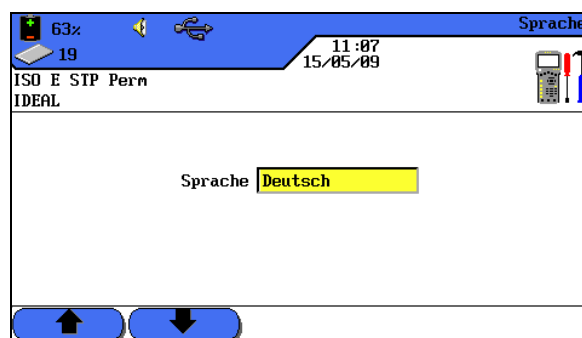 63% Sprache
19 11:07
15/05/09
ISO E STP Perm
IDEAL
Sprache Deutsch